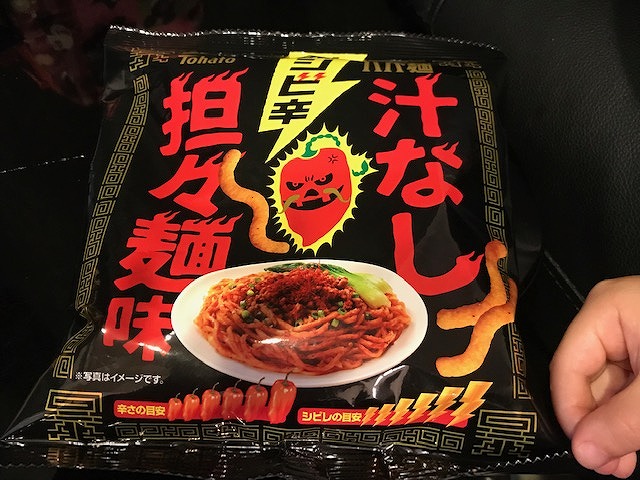 Tohato
シビ辛
汁なし
担々麺味
※写真はイメージです。
辛さの目安
シビレの目安